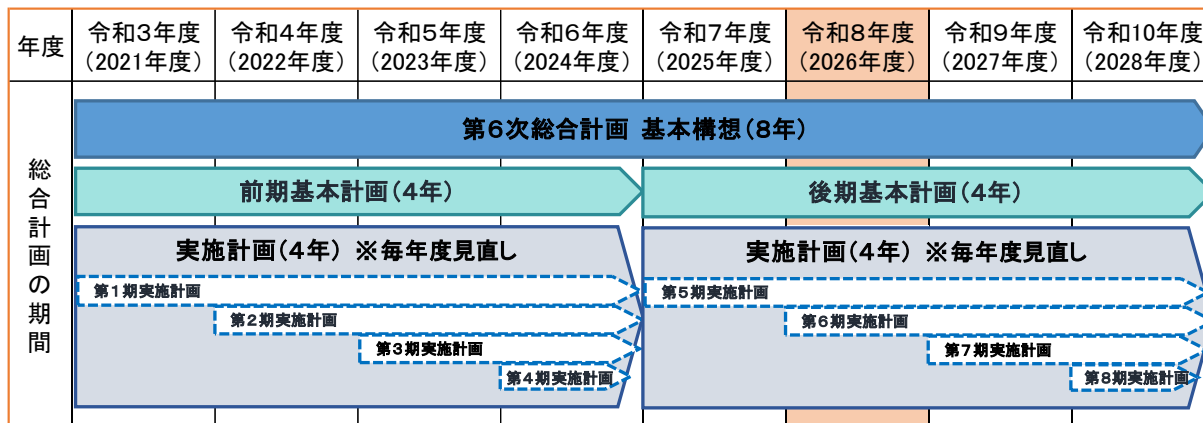 年度
令和3年度
(2021年度)
令和4年度
(2022年度)
令和5年度
(2023年度)
令和6年度
(2024年度)
令和7年度
(2025年度)
令和8年度
(2026年度)
令和9年度
(2027年度)
令和10年度
(2028年度)
総合計画の期間
第6次総合計画 基本構想(8年)
前期基本計画(4年)
後期基本計画(4年)
実施計画(4年) ※毎年度見直し
第1期実施計画
第2期実施計画
第3期実施計画
第4期実施計画
実施計画(4年) ※毎年度見直し
第5期実施計画
第6期実施計画
第7期実施計画
第8期実施計画